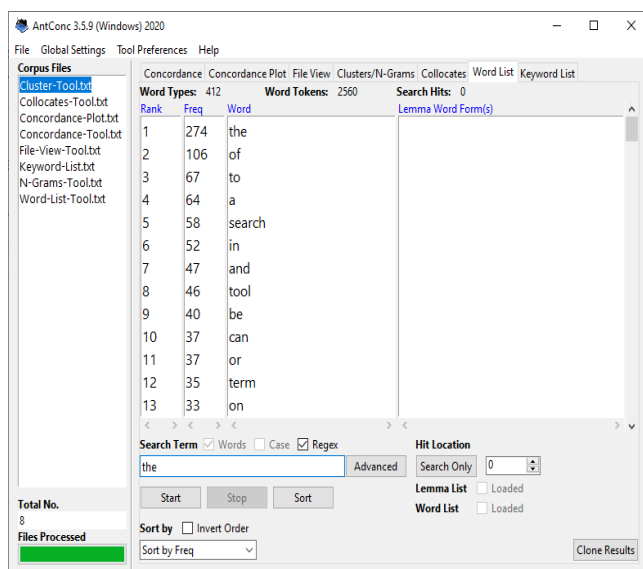 AntConc 3.5.9 (Windows) 2020
File Global Settings Tool Preferences Help
Corpus Files
Cluster-Tool.txt
Collocates-Tool.txt
Concordance-Plot.txt
Concordance-Tool.txt
File-View-Tool.txt
Keyword-List.txt
N-Grams-Tool.txt
Word-List-Tool.txt
Total No.
8
Files Processed
Concordance Concordance Plot File View Clusters/N-Grams Collocates Word List Keyword List
Word Types: 412 Word Tokens: 2560 Search Hits: 0
Rank Freq Word Lemma Word Form(s)
1 274 the
2 106 of
3 67 to
4 64 a
5 58 search
6 52 in
7 47 and
8 46 tool
9 40 be
10 37 can
11 37 or
12 35 term
13 33 on
Search Term Words Case Regex Hit Location
the Advanced Search Only 0
Start Stop Sort Lemma List Loaded
Word List Loaded
Sort by Invert Order
Sort by Freq Clone Results